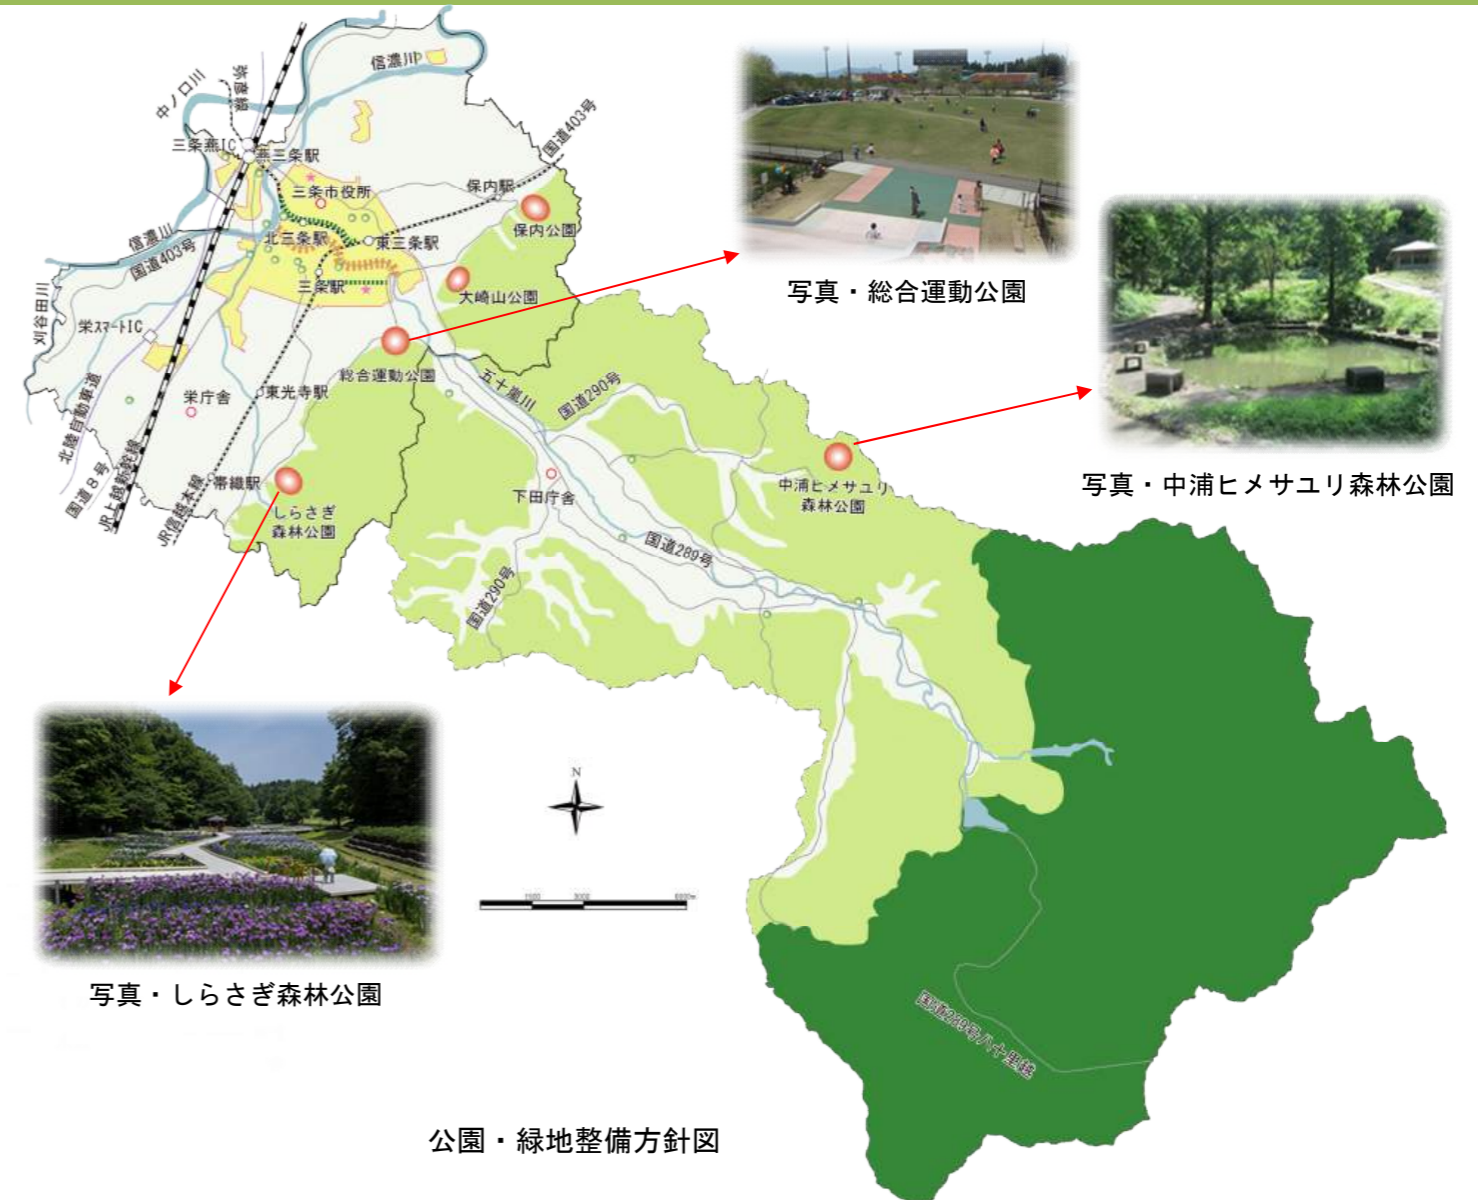 信濃川
中ノ口川
弥彦線
国道403号
三条燕IC
燕三条駅
三条市役所
保内駅
保内公園
信濃川
国道403号
北三条駅
東三条駅
三条駅
大崎山公園
写真・総合運動公園
刈谷田川
栄スマートIC
総合運動公園
五十嵐川
国道290号
栄庁舎
東光寺駅
北陸自動車道
国道8号
JR上越新幹線
JR信越本線
帯織駅
しらさぎ
森林公園
下田庁舎
中浦ヒメサユリ
森林公園
写真・中浦ヒメサユリ森林公園
国道289号
国道290号
N
写真・しらさぎ森林公園
国道289号八十里越
公園・緑地整備方針図